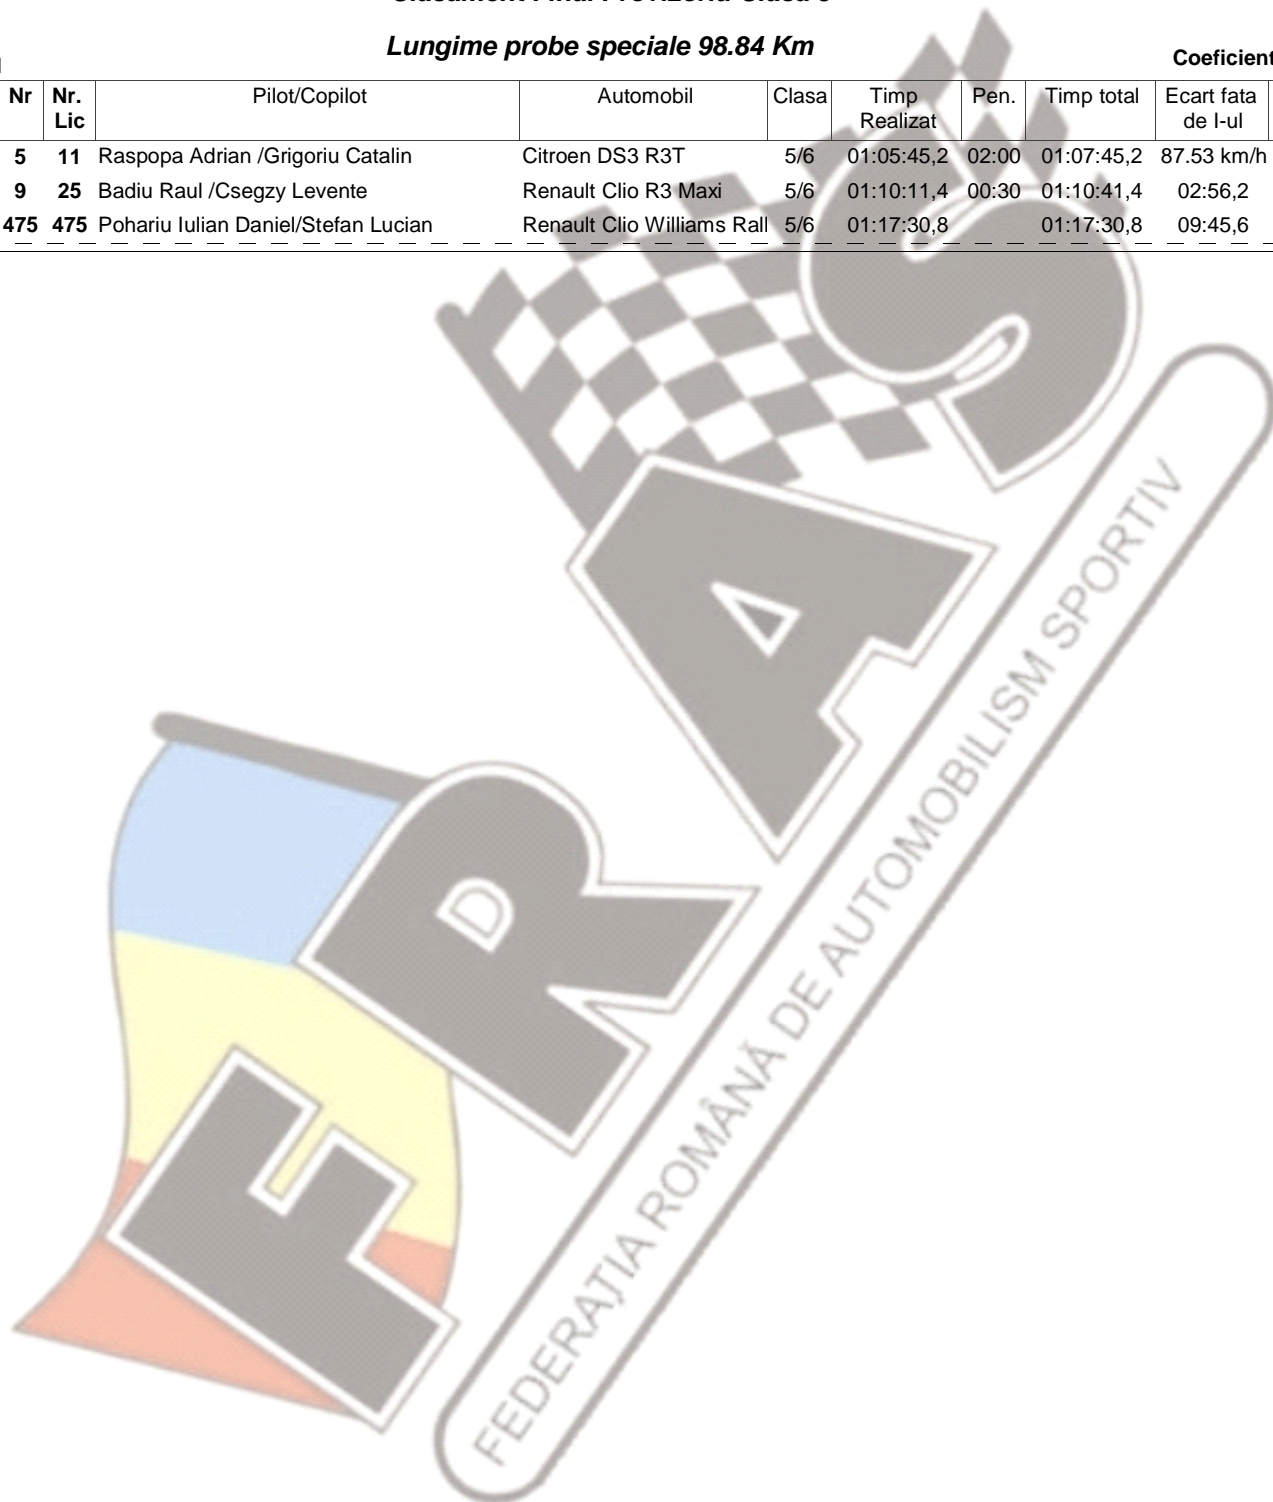 Lungime probe speciale 98.84 Km
Coeficient
Nr Nr. Lic Pilot/Copilot Automobil Clasa Timp Realizat Pen. Timp total Ecart fata de I-ul
5 11 Raspopa Adrian /Grigoriu Catalin Citroen DS3 R3T 5/6 01:05:45,2 02:00 01:07:45,2 87.53 km/h
9 25 Badiu Raul /Csegzy Levente Renault Clio R3 Maxi 5/6 01:10:11,4 00:30 01:10:41,4 02:56,2
475 475 Pohariu Iulian Daniel/Stefan Lucian Renault Clio Williams Rall 5/6 01:17:30,8 01:17:30,8 09:45,6
FRAS
FEDERAȚIA ROMÂNĂ DE AUTOMOBILISM SPORTIV